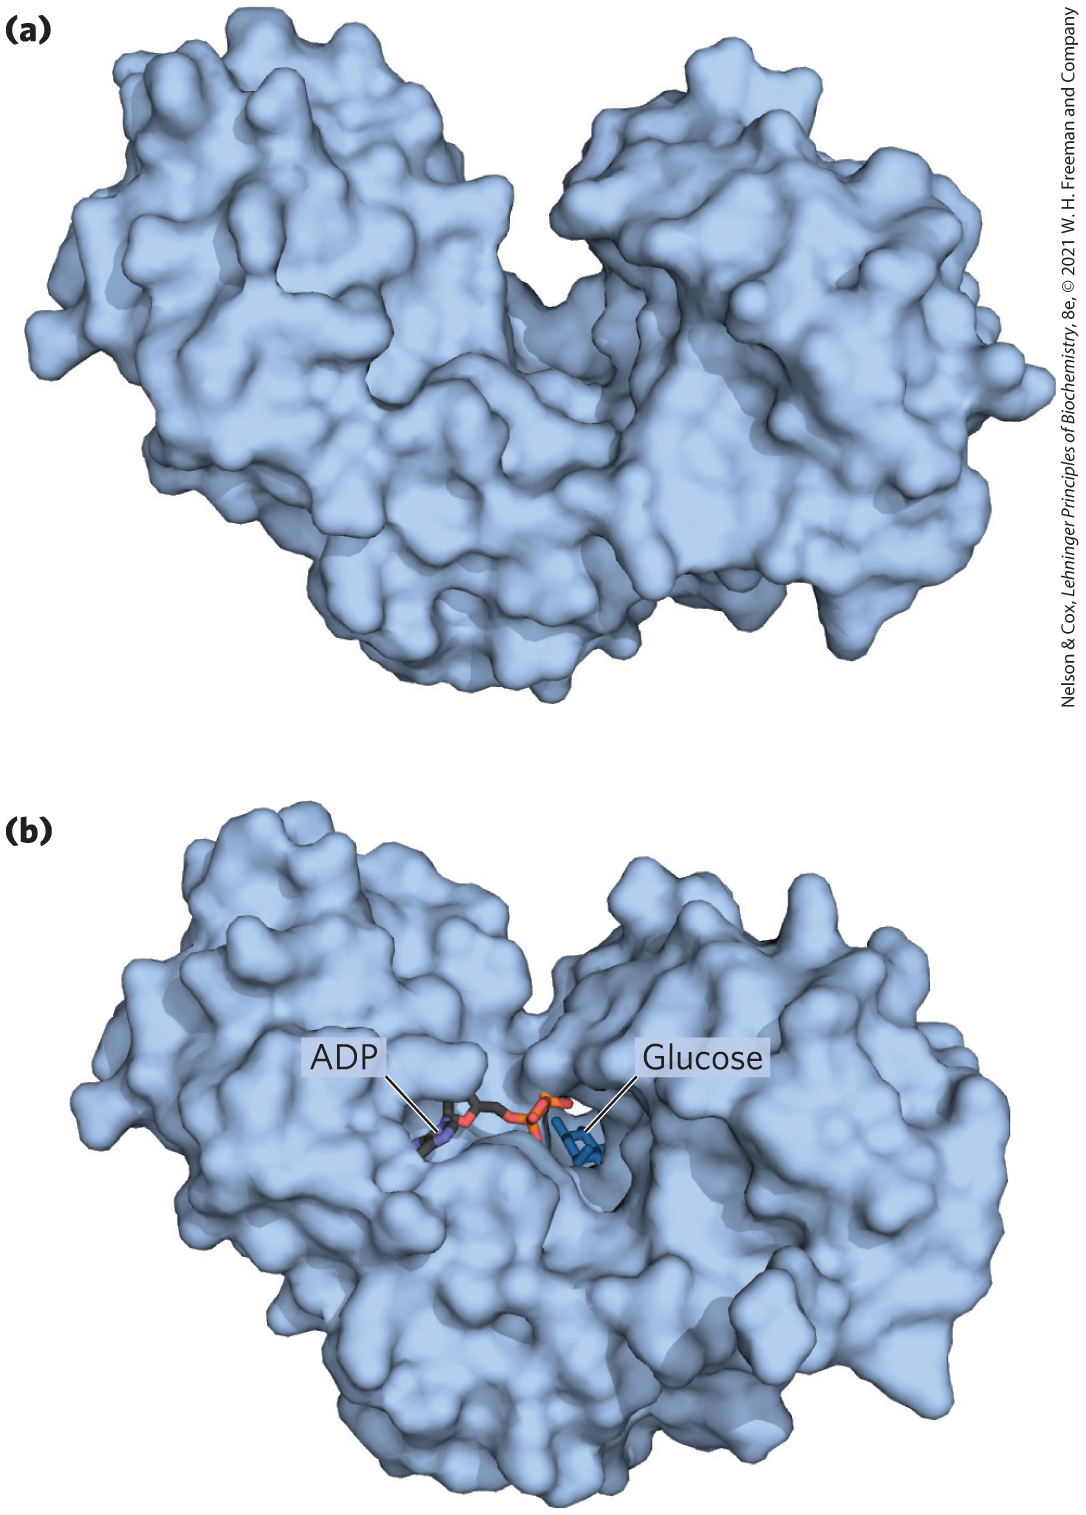 (a)
Nelson & Cox, Lehninger Principles of Biochemistry, 8e, © 2021 W. H. Freeman and Company
(b)
ADP
Glucose